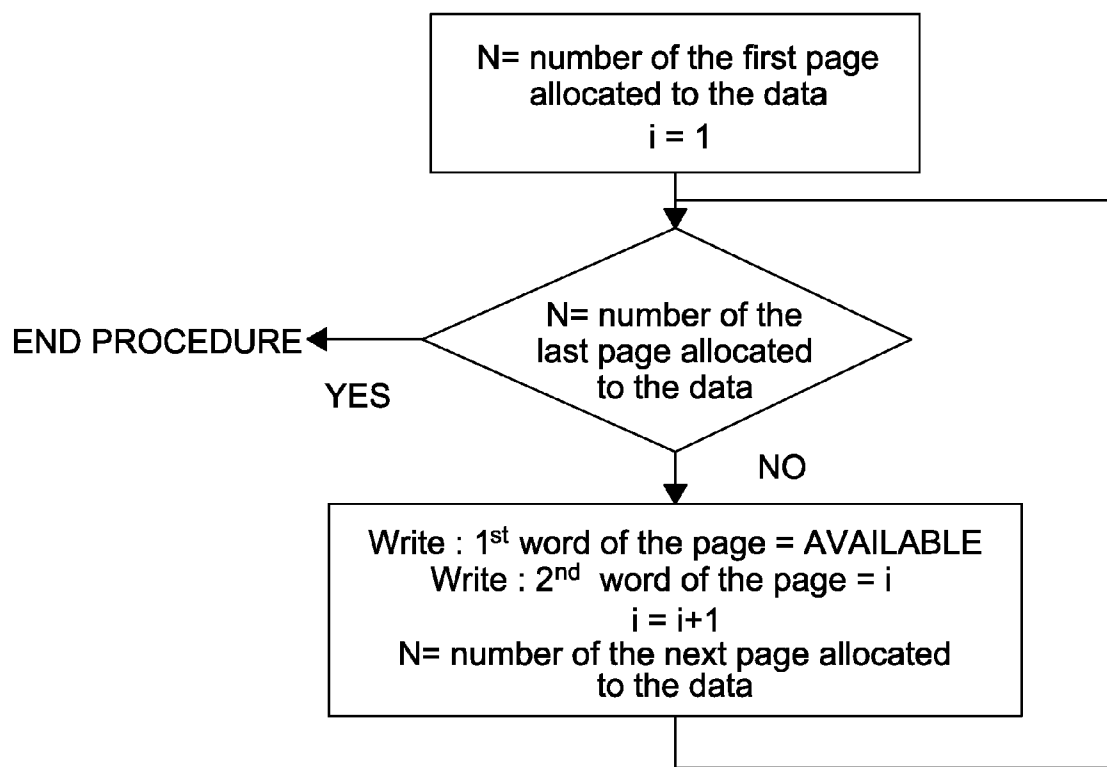 N= number of the first page
allocated to the data
i = 1
N= number of the
last page allocated
to the data
END PROCEDURE
YES
NO
Write : 1st word of the page = AVAILABLE
Write : 2nd word of the page = i
i = i+1
N= number of the next page allocated
to the data